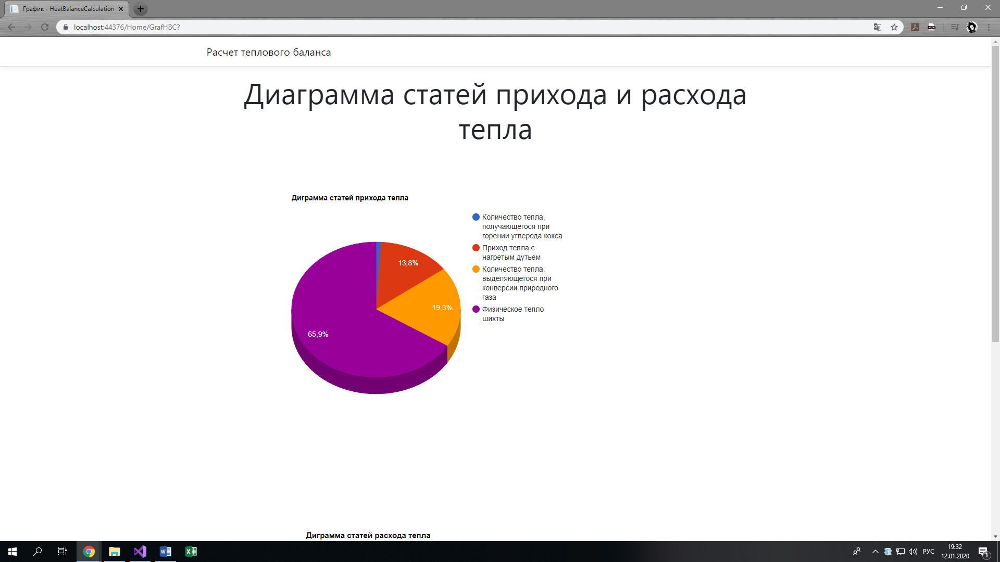 График - HeatBalanceCalculation
localhost:44376/Home/GrafHBC?
Расчет теплового баланса
Диаграмма статей прихода и расхода
тепла
Диграмма статей прихода тепла
Количество тепла,
получающегося при
горении углерода кокса
Приход тепла с
нагретым дутьем
Количество тепла,
выделяющегося при
конверсии природного
газа
Физическое тепло
шихты
13,8%
19,3%
65,9%
Диграмма статей расхода тепла
РУС
19:32
12.01.2020
1